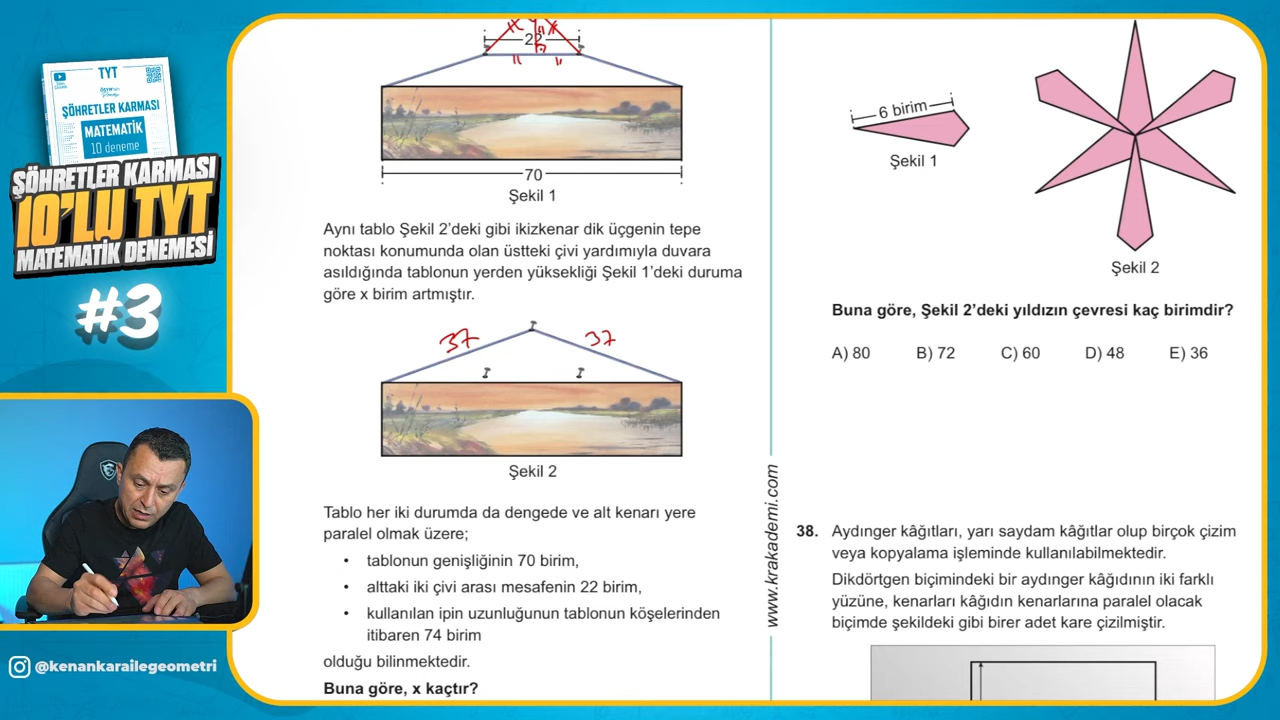 TYT
ÖSYM'nin
ŞÖHRETLER KARMASI
MATEMATİK
10 deneme
ŞÖHRETLER KARMASI
10'LU TYT
MATEMATİK DENEMESİ
#3
@kenankarailegeometri
x
x
22
70
Şekil 1
Aynı tablo Şekil 2'deki gibi ikizkenar dik üçgenin tepe
noktası konumunda olan üstteki çivi yardımıyla duvara
asıldığında tablonun yerden yüksekliği Şekil 1'deki duruma
göre x birim artmıştır.
37
37
Şekil 2
Tablo her iki durumda da dengede ve alt kenarı yere
paralel olmak üzere;
• tablonun genişliğinin 70 birim,
• alttaki iki çivi arası mesafenin 22 birim,
• kullanılan ipin uzunluğunun tablonun köşelerinden
itibaren 74 birim
olduğu bilinmektedir.
Buna göre, x kaçtır?
www.krakademi.com
6 birim
Şekil 1
Şekil 2
Buna göre, Şekil 2'deki yıldızın çevresi kaç birimdir?
A) 80 B) 72 C) 60 D) 48 E) 36
38. Aydınger kâğıtları, yarı saydam kâğıtlar olup birçok çizim
veya kopyalama işleminde kullanılabilmektedir.
Dikdörtgen biçimindeki bir aydınger kâğıdının iki farklı
yüzüne, kenarları kâğıdın kenarlarına paralel olacak
biçimde şekildeki gibi birer adet kare çizilmiştir.